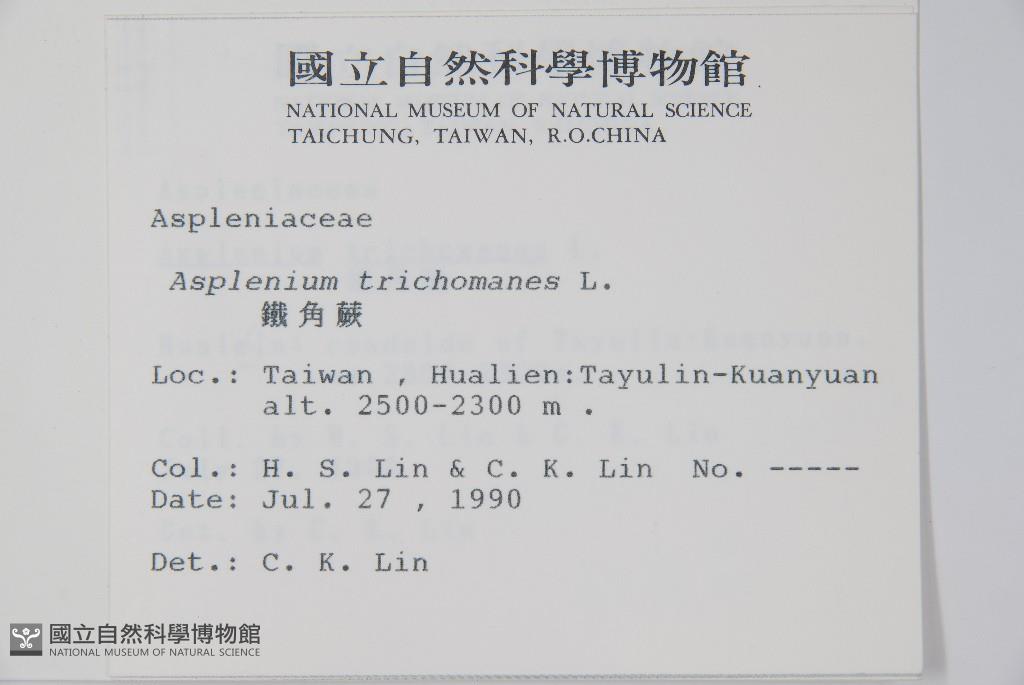 國立自然科學博物館
NATIONAL MUSEUM OF NATURAL SCIENCE
TAICHUNG, TAIWAN, R.O.CHINA
Aspleniaceae
Asplenium trichomanes L.
鐵角蕨
Loc.: Taiwan , Hualien:Tayulin-Kuanyuan
alt. 2500-2300 m .
Col.: H. S. Lin & C. K. Lin No. -----
Date: Jul. 27 , 1990
Det.: C. K. Lin
國立自然科學博物館
NATIONAL MUSEUM OF NATURAL SCIENCE